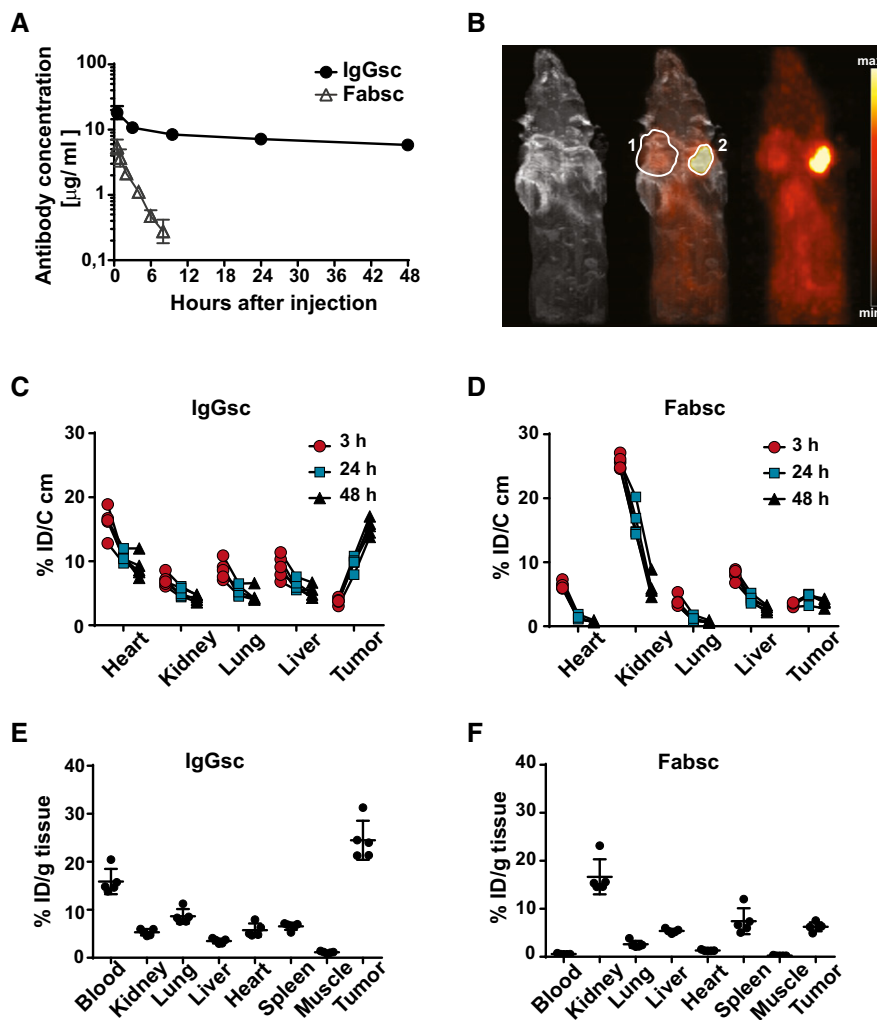 A
Antibody concentration
[µg/ ml ]
100
10
1
0,1
0 6 12 18 24 30 36 42 48
Hours after injection
IgGsc
Fabsc
B
1
2
max
min
C
IgGsc
% ID/C cm
30
20
10
0
3 h
24 h
48 h
Heart
Kidney
Lung
Liver
Tumor
D
Fabsc
% ID/C cm
30
20
10
0
3 h
24 h
48 h
Heart
Kidney
Lung
Liver
Tumor
E
IgGsc
% ID/g tissue
40
30
20
10
0
Blood
Kidney
Lung
Liver
Heart
Spleen
Muscle
Tumor
F
Fabsc
% ID/g tissue
40
30
20
10
0
Blood
Kidney
Lung
Liver
Heart
Spleen
Muscle
Tumor